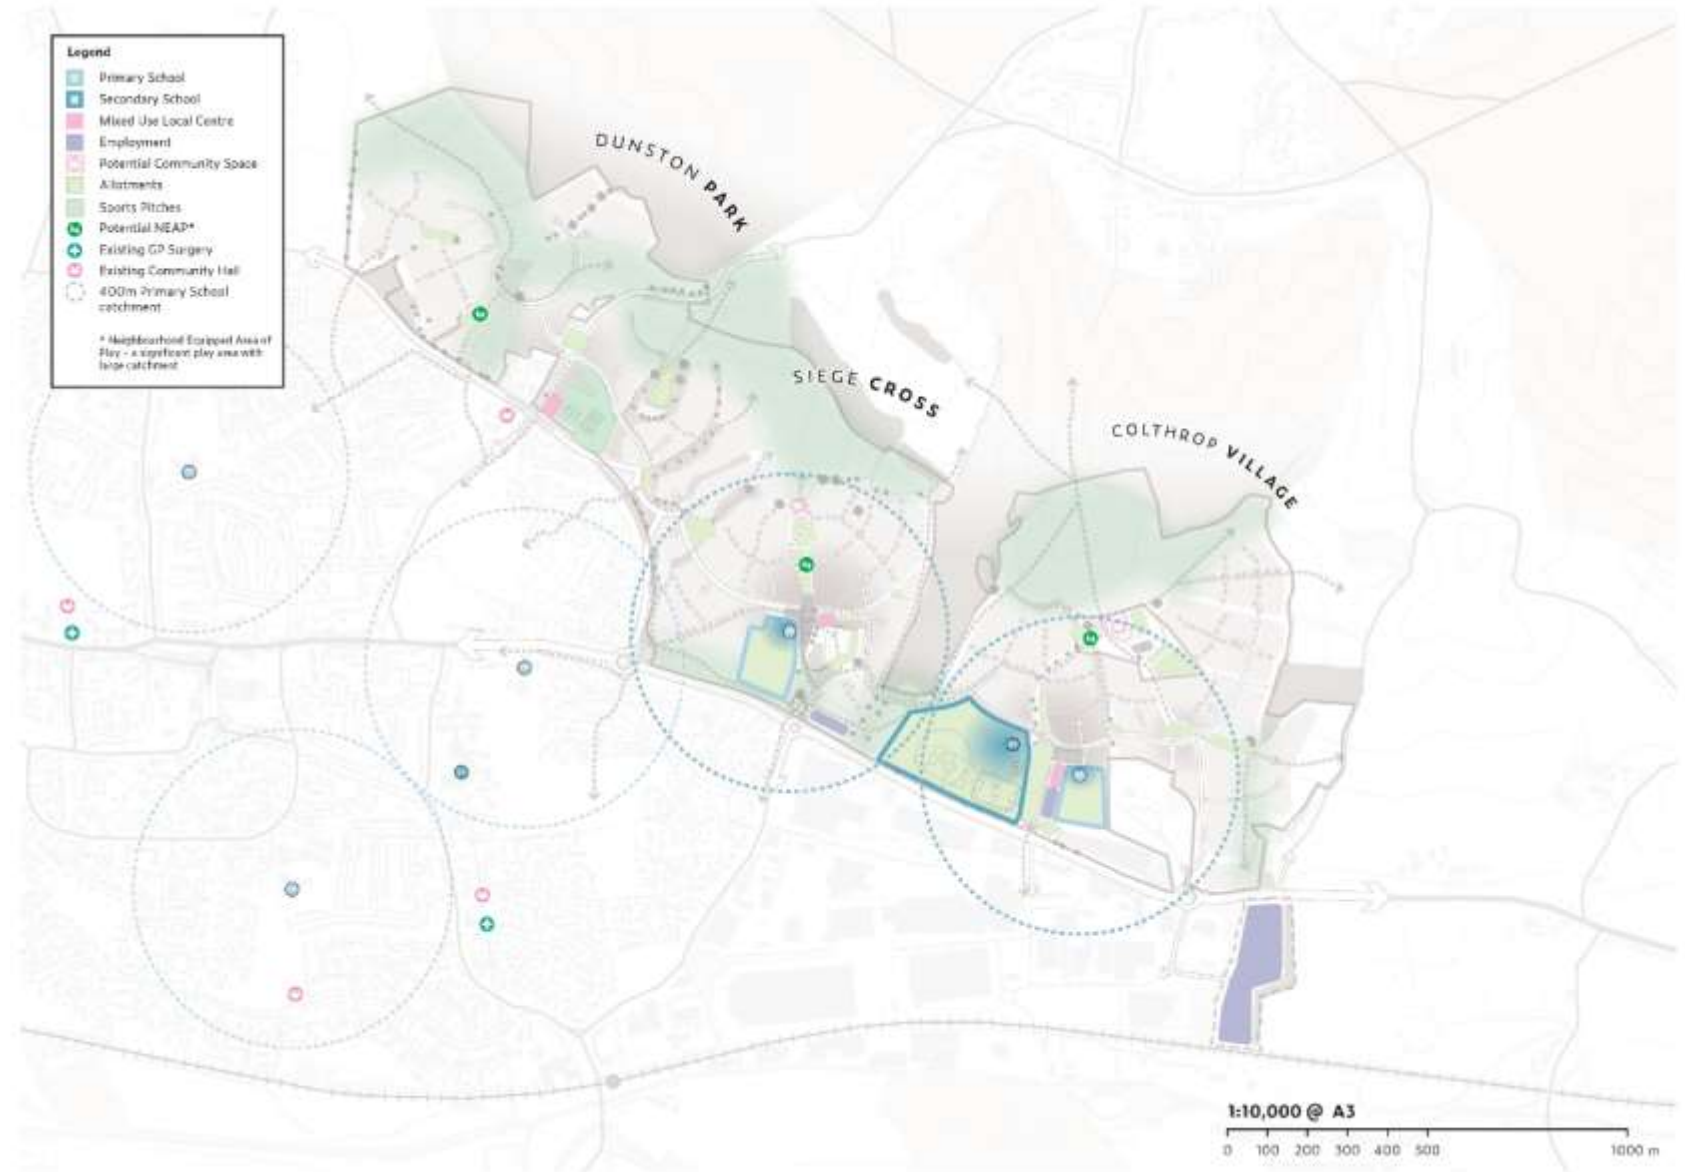 Legend
Primary School
Secondary School
Mixed Use Local Centre
Employment
Potential Community Space
Allotments
Sports Pitches
Potential NEAP*
Existing GP Surgery
Existing Community Hall
400m Primary School
catchment
* Neighbourhood Equipped Area of
Play - a significant play area with
large catchment
DUNSTON PARK
SIEGE CROSS
COLTHROP VILLAGE
1:10,000 @ A3
0 100 200 300 400 500 1000 m